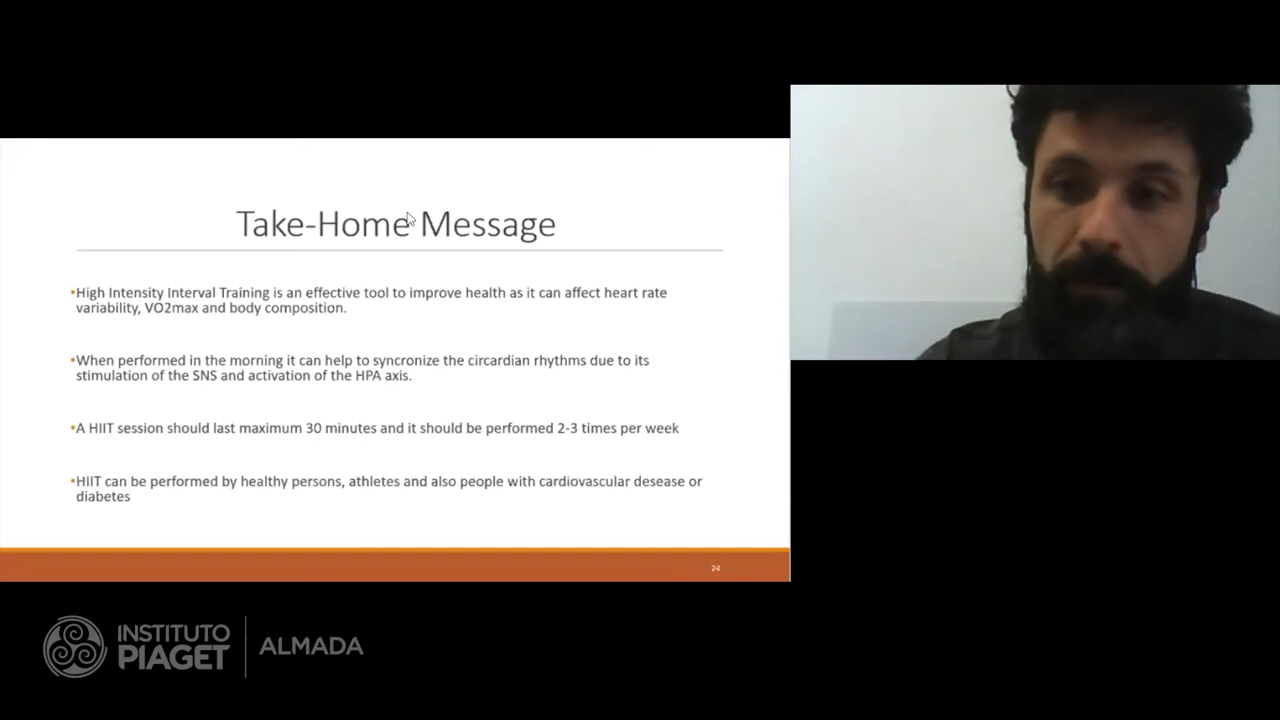 Take-Home Message
•High Intensity Interval Training is an effective tool to improve health as it can affect heart rate
variability, VO2max and body composition.
•When performed in the morning it can help to syncronize the circardian rhythms due to its
stimulation of the SNS and activation of the HPA axis.
•A HIIT session should last maximum 30 minutes and it should be performed 2-3 times per week
•HIIT can be performed by healthy persons, athletes and also people with cardiovascular desease or
diabetes
24
INSTITUTO
PIAGET
ALMADA